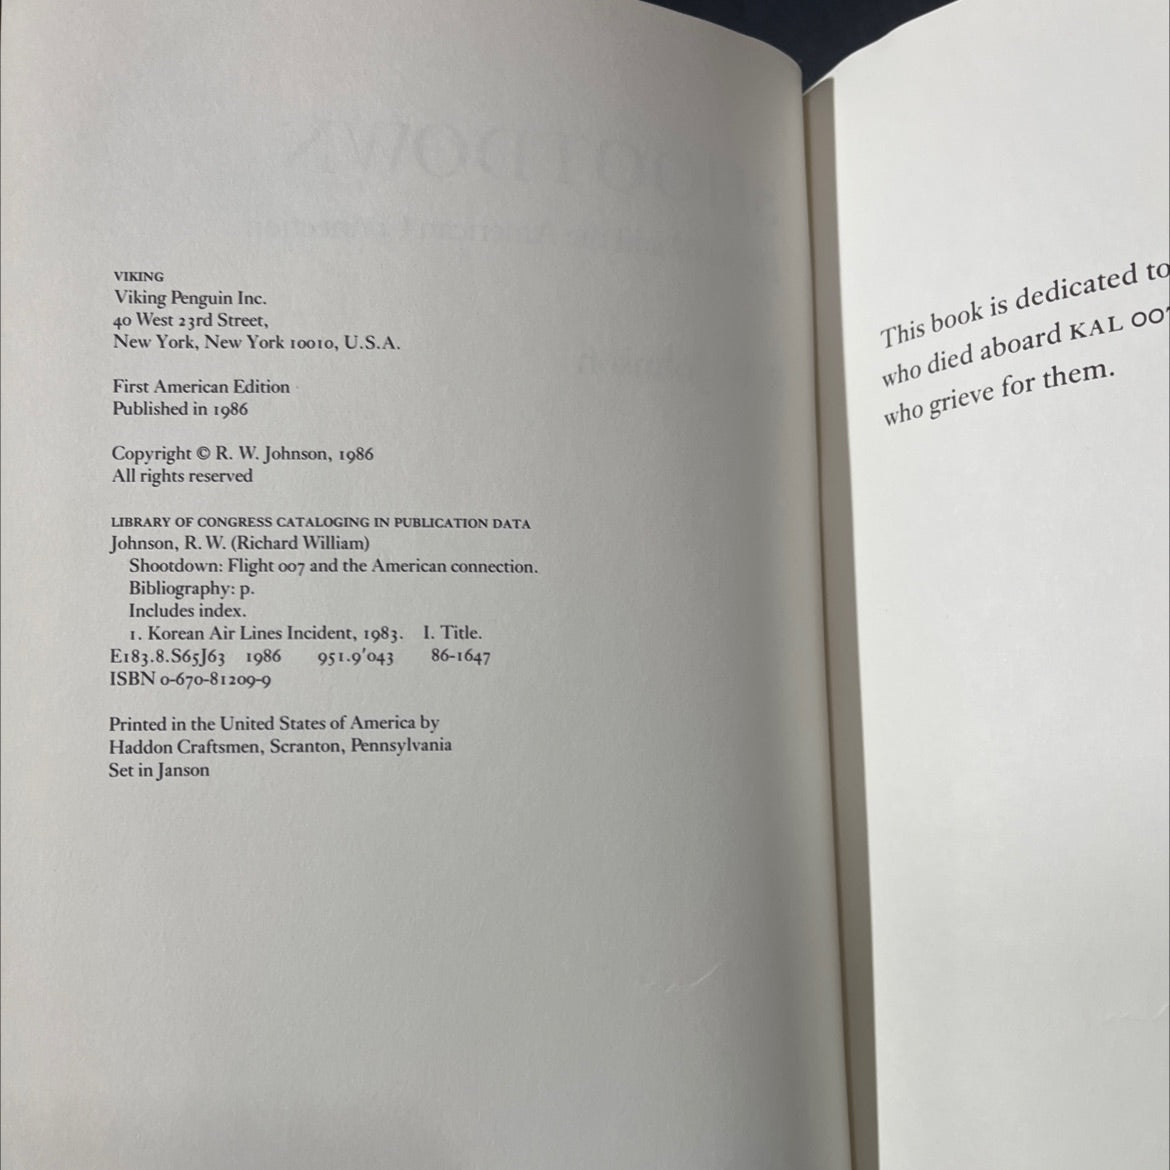 VIKING
Viking Penguin Inc.
40 West 23rd Street,
New York, New York 10010, U.S.A.
First American Edition
Published in 1986
Copyright © R. W. Johnson, 1986
All rights reserved
LIBRARY OF CONGRESS CATALOGING IN PUBLICATION DATA
Johnson, R. W. (Richard William)
Shootdown: Flight 007 and the American connection.
Bibliography: p.
Includes index.
1. Korean Air Lines Incident, 1983. I. Title.
E183.8.S65J63 1986 951.9'043 86-1647
ISBN 0-670-81209-9
Printed in the United States of America by
Haddon Craftsmen, Scranton, Pennsylvania
Set in Janson
This book is dedicated to
who died aboard KAL 007
who grieve for them.